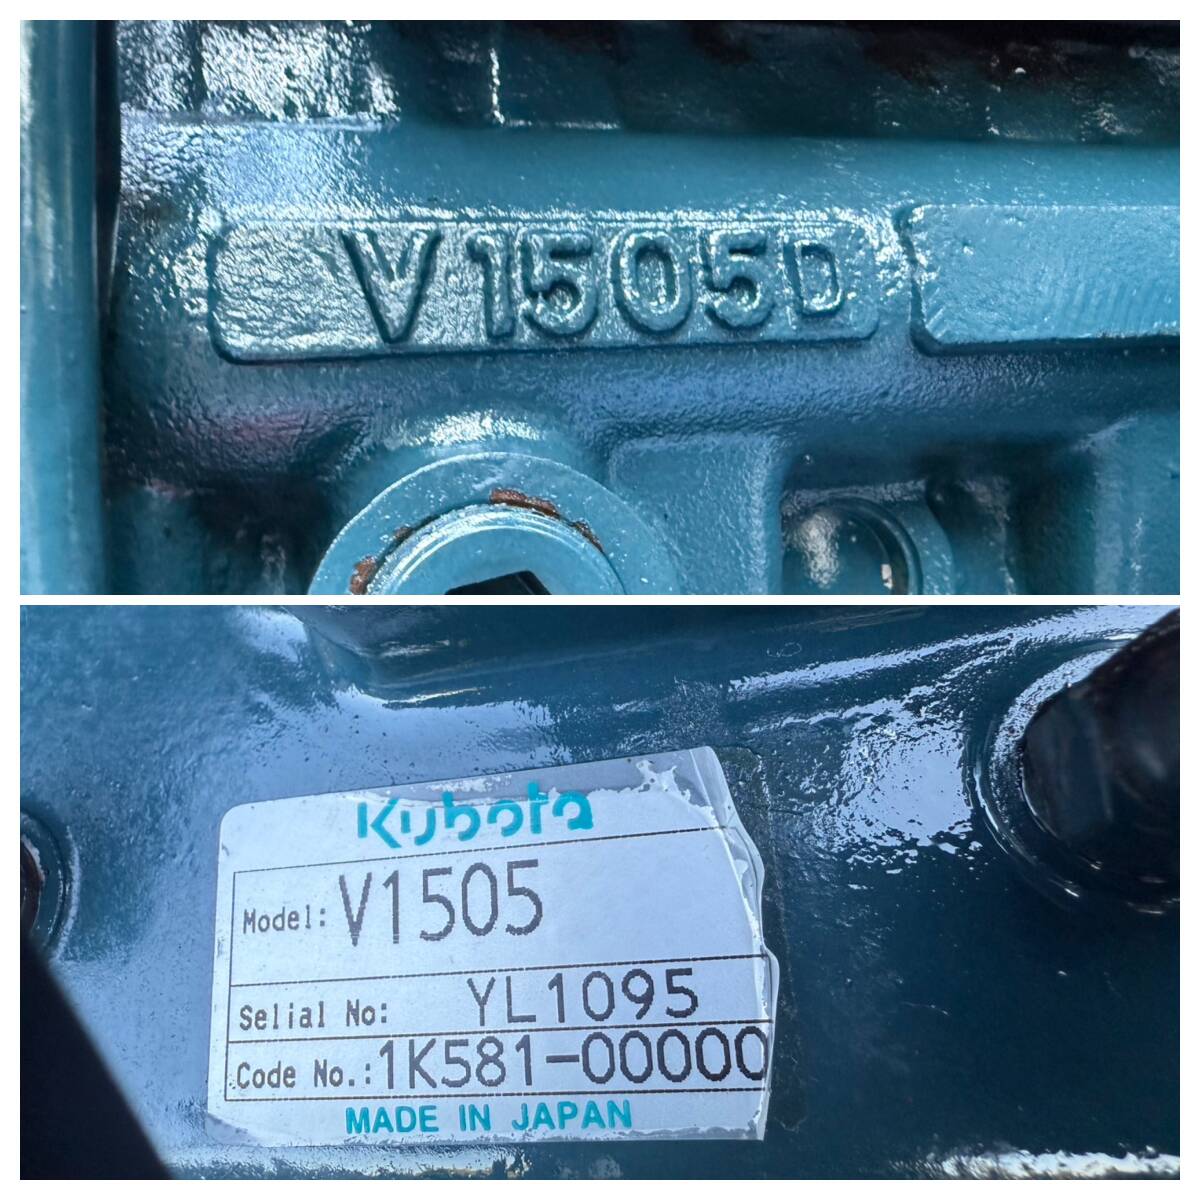 V1505D
Kubota
Model: V1505
Selial No: YL1095
Code No.: 1K581-00000
MADE IN JAPAN